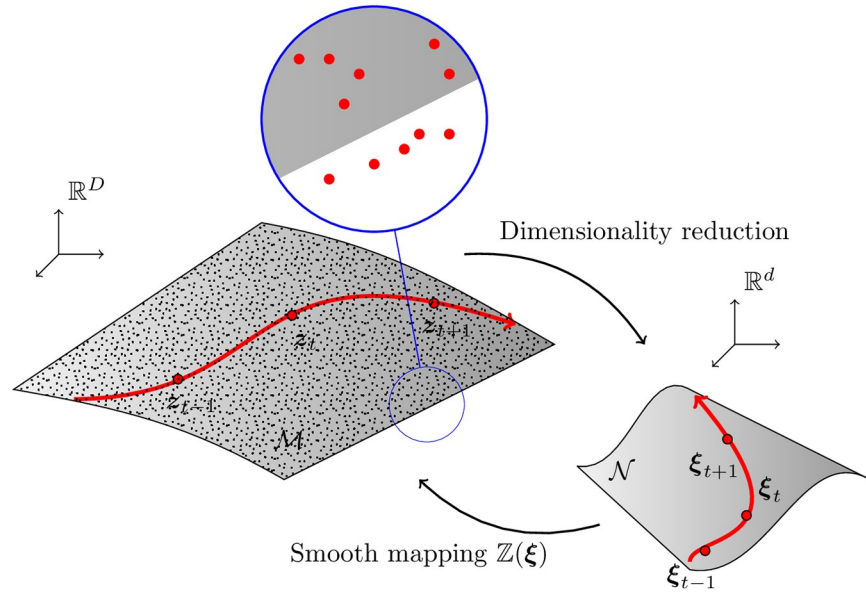 ℝ^D
Dimensionality reduction
ℝ^d
z_{t+1}
z_t
z_{t−1}
ℳ
𝒩
ξ_{t+1}
ξ_t
Smooth mapping ℤ(ξ)
ξ_{t−1}